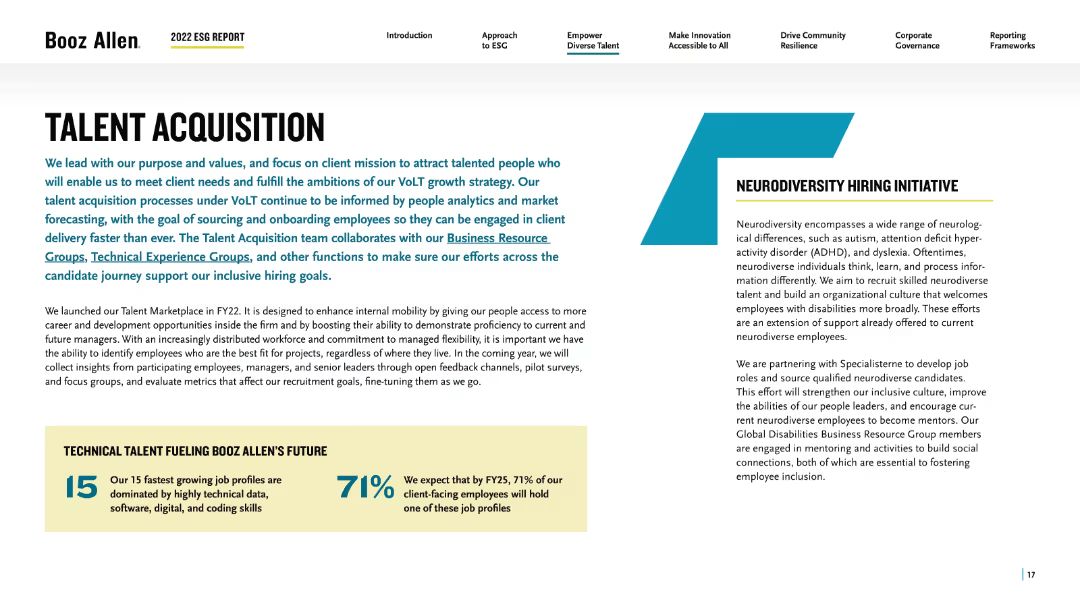 Booz Allen.
2022 ESG REPORT
Introduction
Approach
to ESG
Empower
Diverse Talent
Make Innovation
Accessible to All
Drive Community
Resilience
Corporate
Governance
Reporting
Frameworks
TALENT ACQUISITION
We lead with our purpose and values, and focus on client mission to attract talented people who
will enable us to meet client needs and fulfill the ambitions of our VoLT growth strategy. Our
talent acquisition processes under VoLT continue to be informed by people analytics and market
forecasting, with the goal of sourcing and onboarding employees so they can be engaged in client
delivery faster than ever. The Talent Acquisition team collaborates with our Business Resource
Groups, Technical Experience Groups, and other functions to make sure our efforts across the
candidate journey support our inclusive hiring goals.
We launched our Talent Marketplace in FY22. It is designed to enhance internal mobility by giving our people access to more
career and development opportunities inside the firm and by boosting their ability to demonstrate proficiency to current and
future managers. With an increasingly distributed workforce and commitment to managed flexibility, it is important we have
the ability to identify employees who are the best fit for projects, regardless of where they live. In the coming year, we will
collect insights from participating employees, managers, and senior leaders through open feedback channels, pilot surveys,
and focus groups, and evaluate metrics that affect our recruitment goals, fine-tuning them as we go.
TECHNICAL TALENT FUELING BOOZ ALLEN'S FUTURE
15
Our 15 fastest growing job profiles are
dominated by highly technical data,
software, digital, and coding skills
71%
We expect that by FY25, 71% of our
client-facing employees will hold
one of these job profiles
NEURODIVERSITY HIRING INITIATIVE
Neurodiversity encompasses a wide range of neurolog-
ical differences, such as autism, attention deficit hyper-
activity disorder (ADHD), and dyslexia. Oftentimes,
neurodiverse individuals think, learn, and process infor-
mation differently. We aim to recruit skilled neurodiverse
talent and build an organizational culture that welcomes
employees with disabilities more broadly. These efforts
are an extension of support already offered to current
neurodiverse employees.
We are partnering with Specialisterne to develop job
roles and source qualified neurodiverse candidates.
This effort will strengthen our inclusive culture, improve
the abilities of our people leaders, and encourage cur-
rent neurodiverse employees to become mentors. Our
Global Disabilities Business Resource Group members
are engaged in mentoring and activities to build social
connections, both of which are essential to fostering
employee inclusion.
17